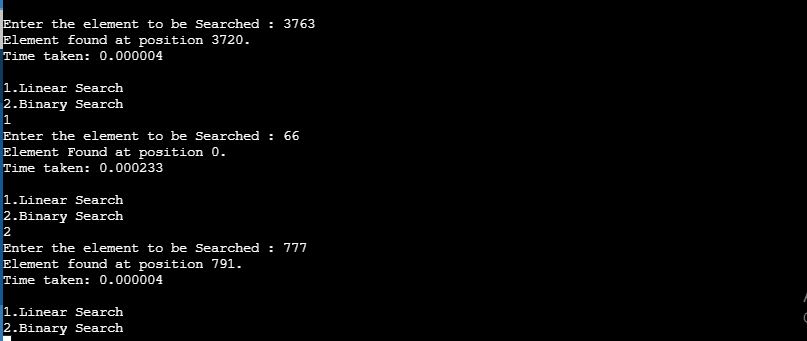 Enter the element to be Searched : 3763
Element found at position 3720.
Time taken: 0.000004
1.Linear Search
2.Binary Search
1
Enter the element to be Searched : 66
Element Found at position 0.
Time taken: 0.000233
1.Linear Search
2.Binary Search
2
Enter the element to be Searched : 777
Element found at position 791.
Time taken: 0.000004
1.Linear Search
2.Binary Search